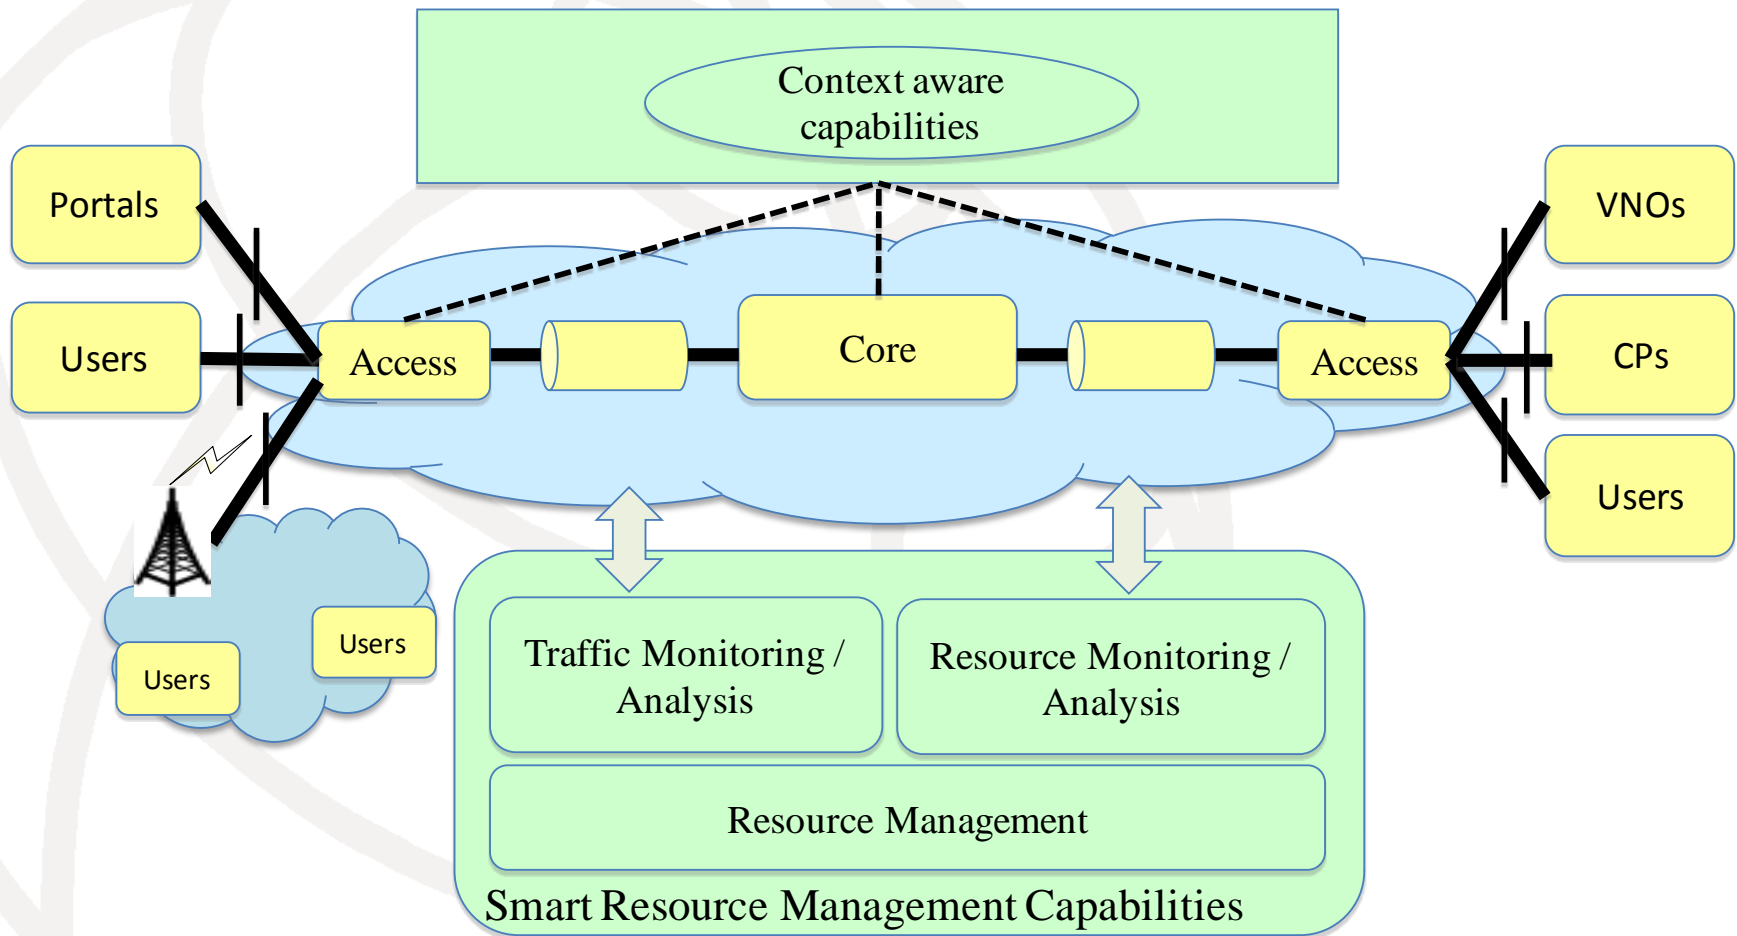 Context aware
capabilities
Portals
VNOs
Users
Access
Core
Access
CPs
Users
Users
Users
Traffic Monitoring /
Analysis
Resource Monitoring /
Analysis
Resource Management
Smart Resource Management Capabilities